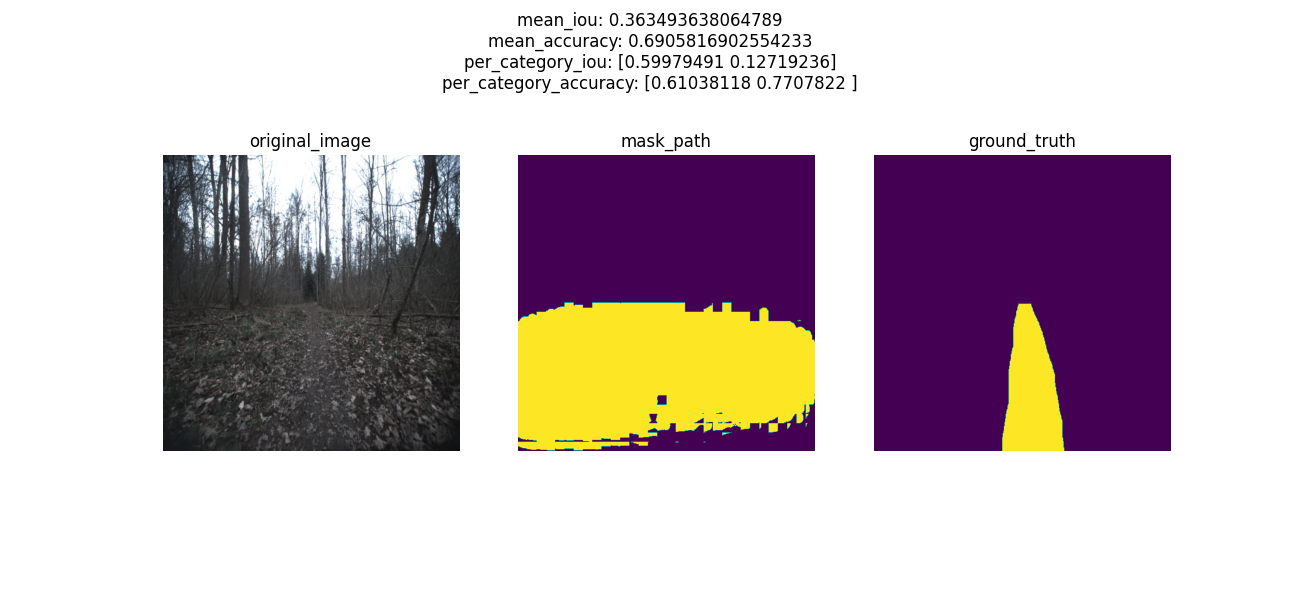 mean_iou: 0.363493638064789
mean_accuracy: 0.6905816902554233
per_category_iou: [0.59979491 0.12719236]
per_category_accuracy: [0.61038118 0.7707822 ]
original_image
mask_path
ground_truth